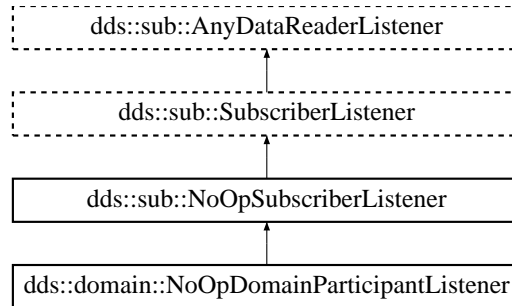 dds::sub::AnyDataReaderListener
dds::sub::SubscriberListener
dds::sub::NoOpSubscriberListener
dds::domain::NoOpDomainParticipantListener